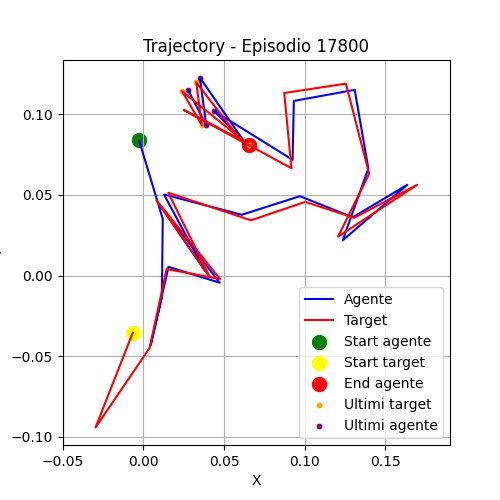 Trajectory - Episodio 17800
0.10
0.05
0.00
−0.05
−0.10
−0.05
0.00
0.05
0.10
0.15
X
Agente
Target
Start agente
Start target
End agente
Ultimi target
Ultimi agente